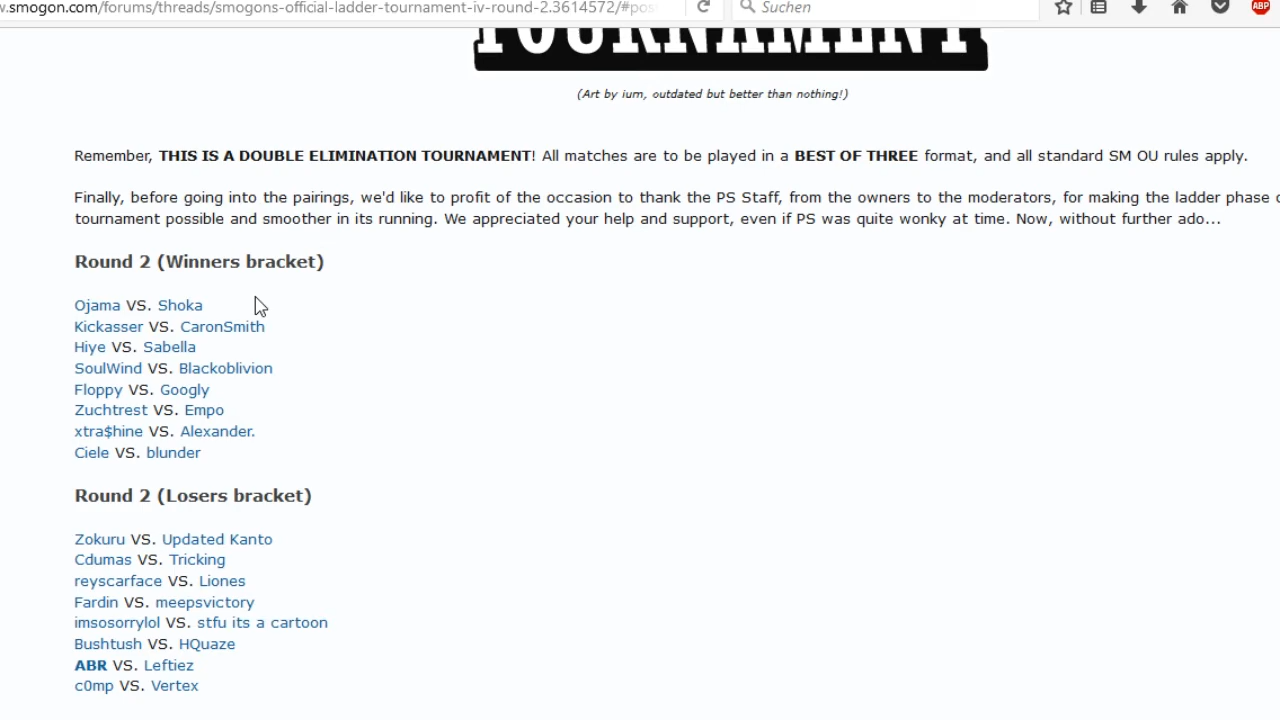 w.smogon.com/forums/threads/smogons-official-ladder-tournament-iv-round-2.3614572/#pos
Suchen
ABP
TOURNAMENT
(Art by ium, outdated but better than nothing!)
Remember, THIS IS A DOUBLE ELIMINATION TOURNAMENT! All matches are to be played in a BEST OF THREE format, and all standard SM OU rules apply.
Finally, before going into the pairings, we'd like to profit of the occasion to thank the PS Staff, from the owners to the moderators, for making the ladder phase
tournament possible and smoother in its running. We appreciated your help and support, even if PS was quite wonky at time. Now, without further ado...
Round 2 (Winners bracket)
Ojama VS. Shoka
Kickasser VS. CaronSmith
Hiye VS. Sabella
SoulWind VS. Blackoblivion
Floppy VS. Googly
Zuchtrest VS. Empo
xtra$hine VS. Alexander.
Ciele VS. blunder
Round 2 (Losers bracket)
Zokuru VS. Updated Kanto
Cdumas VS. Tricking
reyscarface VS. Liones
Fardin VS. meepsvictory
imsosorrylol VS. stfu its a cartoon
Bushtush VS. HQuaze
ABR VS. Leftiez
c0mp VS. Vertex